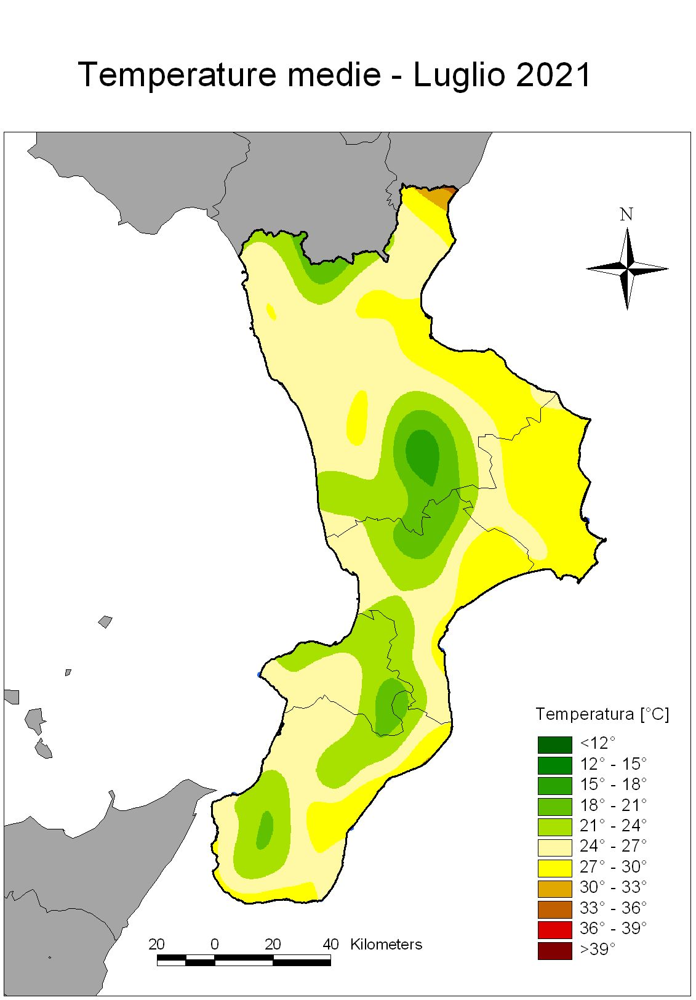 Temperature medie - Luglio 2021
N
Temperatura [°C]
<12°
12° - 15°
15° - 18°
18° - 21°
21° - 24°
24° - 27°
27° - 30°
30° - 33°
33° - 36°
36° - 39°
>39°
20 0 20 40 Kilometers